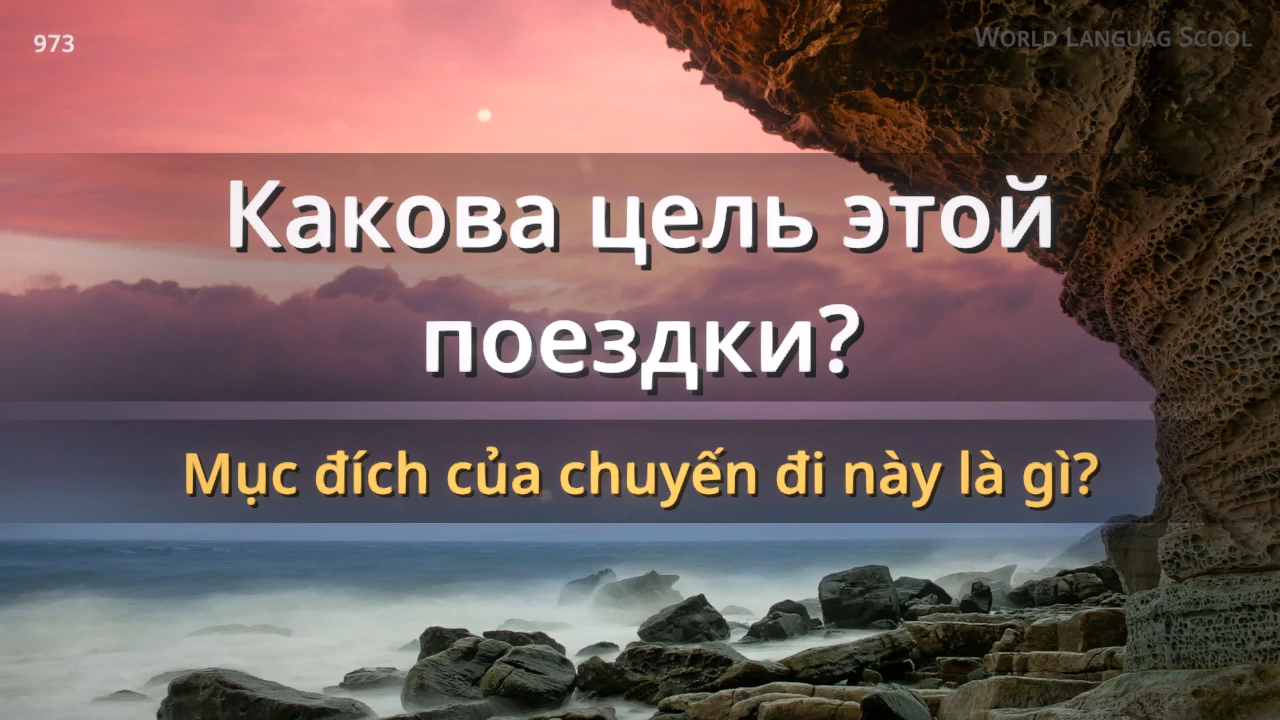 973
World Languag Scool
Какова цель этой
поездки?
Mục đích của chuyến đi này là gì?